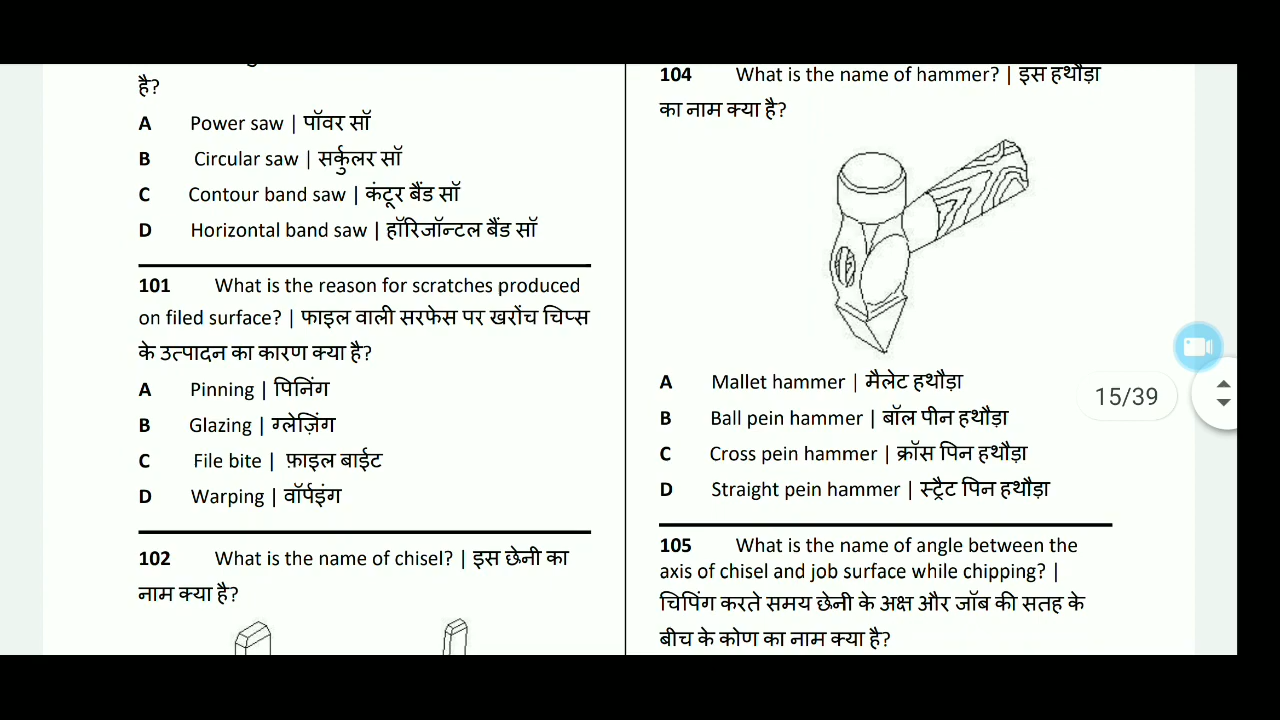 है?
A Power saw | पॉवर सॉ
B Circular saw | सर्कुलर सॉ
C Contour band saw | कंटूर बैंड सॉ
D Horizontal band saw | हॉरिजॉन्टल बैंड सॉ
101 What is the reason for scratches produced
on filed surface? | फाइल वाली सरफेस पर खरोंच चिप्स
के उत्पादन का कारण क्या है?
A Pinning | पिनिंग
B Glazing | ग्लेज़िंग
C File bite | फ़ाइल बाईट
D Warping | वॉर्पइंग
102 What is the name of chisel? | इस छेनी का
नाम क्या है?
104 What is the name of hammer? | इस हथौड़ा
का नाम क्या है?
A Mallet hammer | मैलेट हथौड़ा
B Ball pein hammer | बॉल पीन हथौड़ा
C Cross pein hammer | क्रॉस पिन हथौड़ा
D Straight pein hammer | स्ट्रैट पिन हथौड़ा
105 What is the name of angle between the
axis of chisel and job surface while chipping? |
चिपिंग करते समय छेनी के अक्ष और जॉब की सतह के
बीच के कोण का नाम क्या है?
15/39